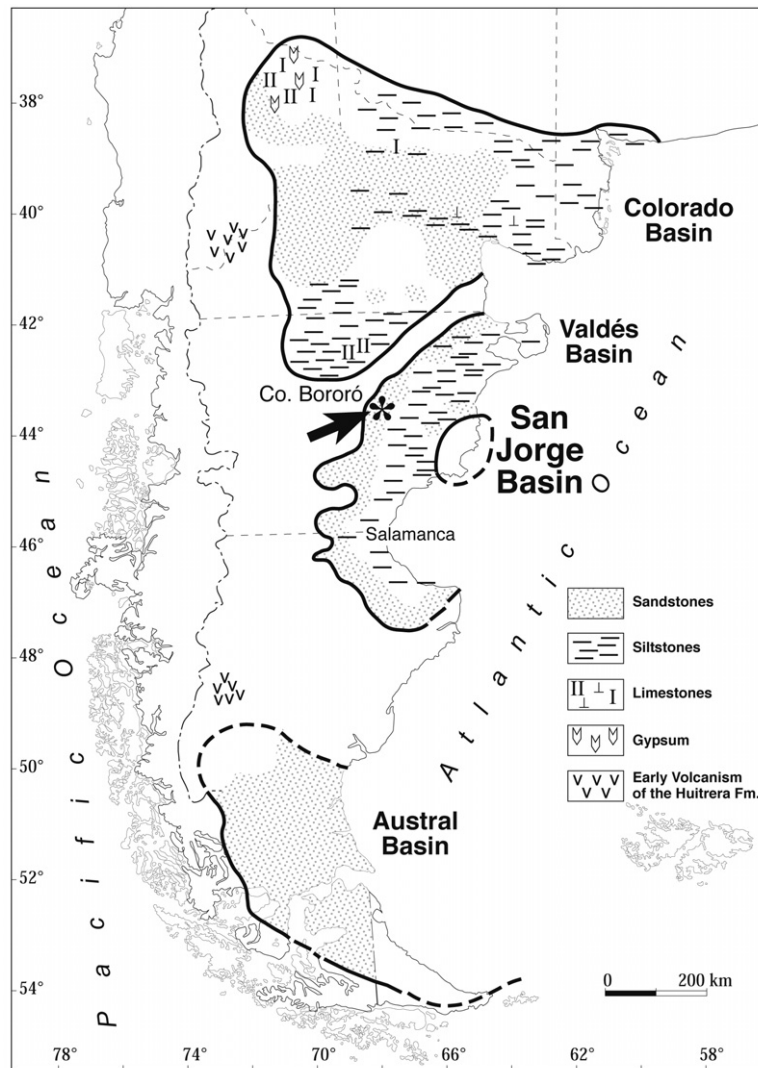 38°
40°
42°
44°
46°
48°
50°
52°
54°
78°
74°
70°
66°
62°
58°
Colorado
Basin
Valdés
Basin
Co. Bororó
San
Jorge
Basin
Salamanca
Austral
Basin
Pacific Ocean
Atlantic Ocean
Sandstones
Siltstones
Limestones
Gypsum
Early Volcanism
of the Huitrera Fm.
0 200 km